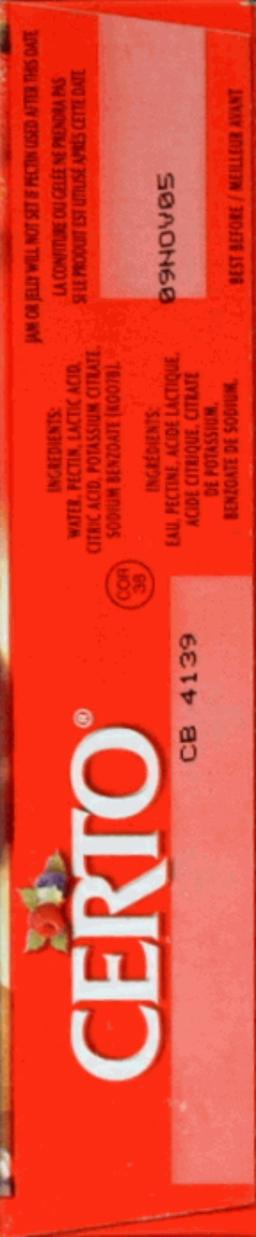 CERTO®
CB 4139
COR
38
INGREDIENTS:
WATER, PECTIN, LACTIC ACID,
CITRIC ACID, POTASSIUM CITRATE,
SODIUM BENZOATE (K007B).
INGRÉDIENTS:
EAU, PECTINE, ACIDE LACTIQUE,
ACIDE CITRIQUE, CITRATE
DE POTASSIUM,
BENZOATE DE SODIUM.
JAM OR JELLY WILL NOT SET IF PECTIN USED AFTER THIS DATE
LA CONFITURE OU GELÉE NE PRENDRA PAS
SI LE PRODUIT EST UTILISÉ APRÈS CETTE DATE
09NOV05
BEST BEFORE / MEILLEUR AVANT